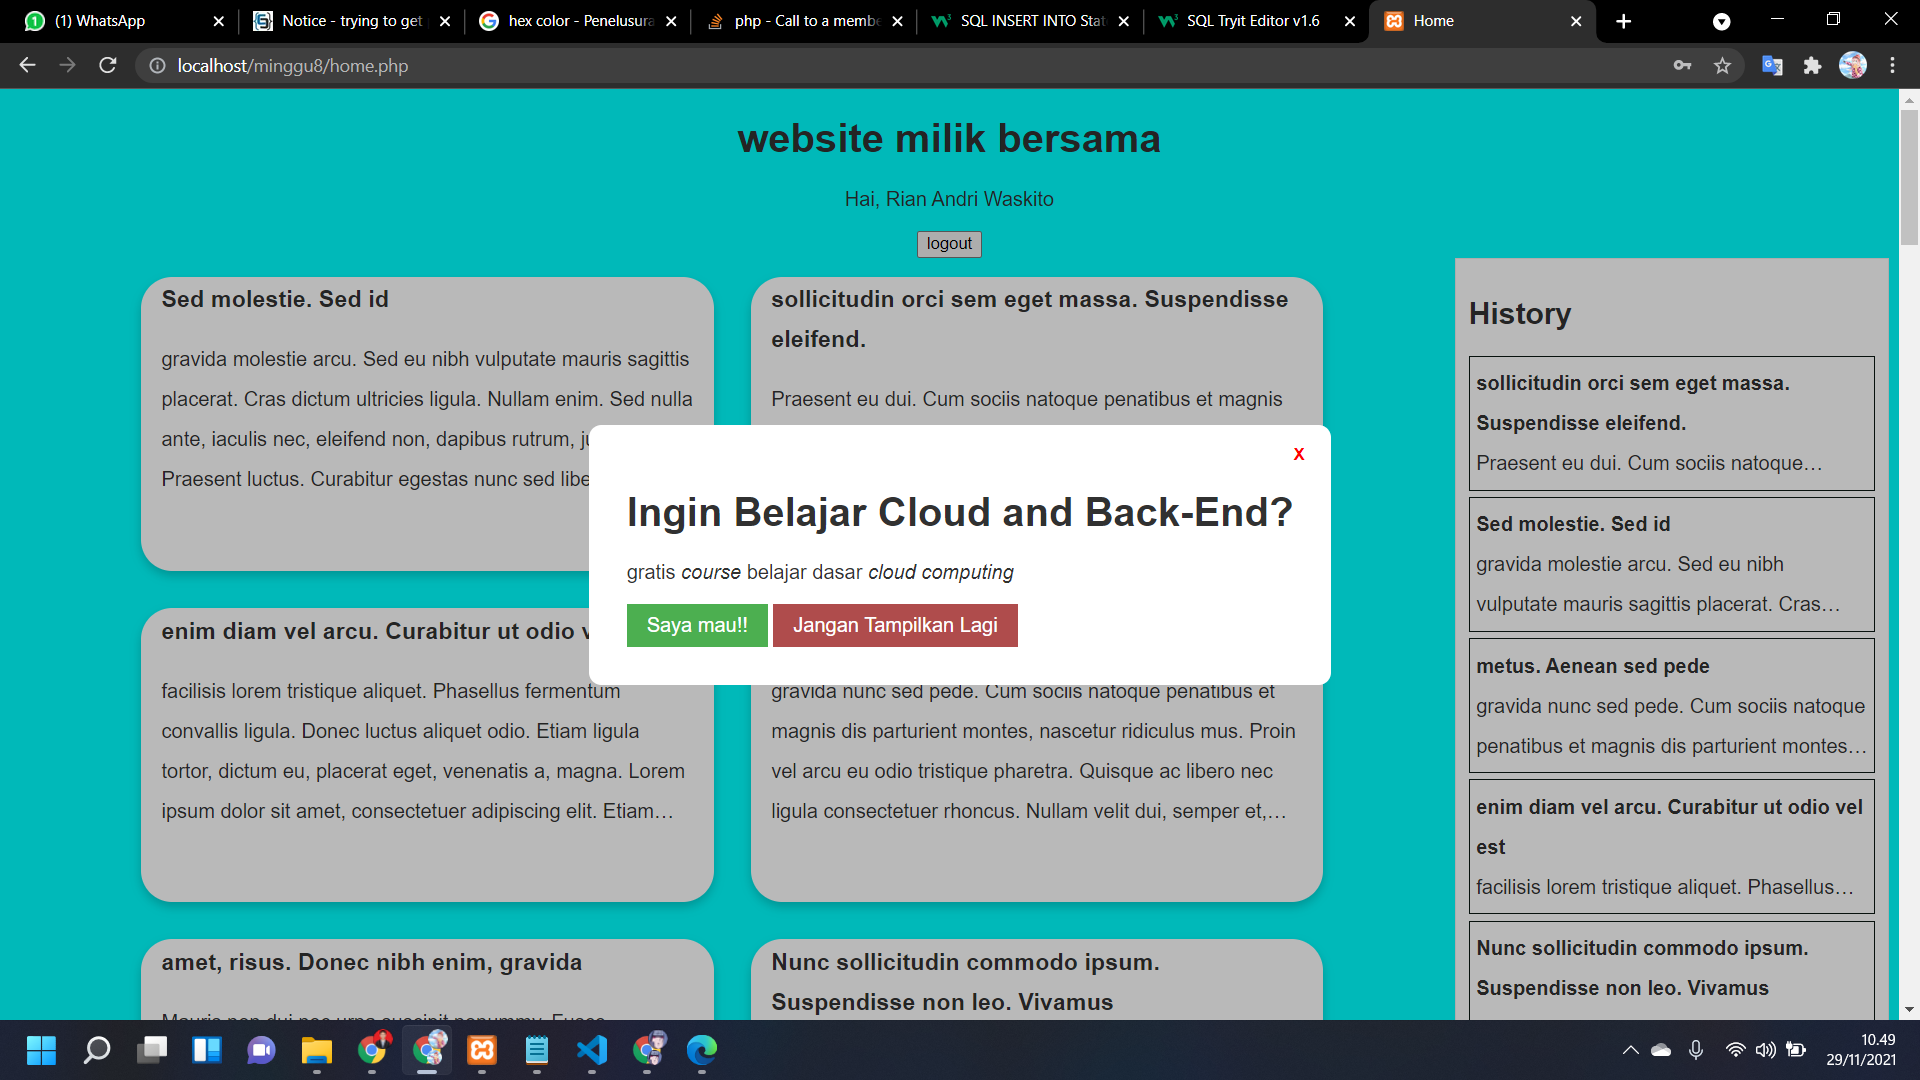 (1) WhatsApp
Notice - trying to get
hex color - Penelusura
php - Call to a membe
SQL INSERT INTO Stat
SQL Tryit Editor v1.6
Home
localhost/minggu8/home.php
website milik bersama
Hai, Rian Andri Waskito
logout
Sed molestie. Sed id
gravida molestie arcu. Sed eu nibh vulputate mauris sagittis
placerat. Cras dictum ultricies ligula. Nullam enim. Sed nulla
ante, iaculis nec, eleifend non, dapibus rutrum, ju
Praesent luctus. Curabitur egestas nunc sed libe
sollicitudin orci sem eget massa. Suspendisse
eleifend.
Praesent eu dui. Cum sociis natoque penatibus et magnis
X
Ingin Belajar Cloud and Back-End?
gratis course belajar dasar cloud computing
Saya mau!!
Jangan Tampilkan Lagi
enim diam vel arcu. Curabitur ut odio v
facilisis lorem tristique aliquet. Phasellus fermentum
convallis ligula. Donec luctus aliquet odio. Etiam ligula
tortor, dictum eu, placerat eget, venenatis a, magna. Lorem
ipsum dolor sit amet, consectetuer adipiscing elit. Etiam…
gravida nunc sed pede. Cum sociis natoque penatibus et
magnis dis parturient montes, nascetur ridiculus mus. Proin
vel arcu eu odio tristique pharetra. Quisque ac libero nec
ligula consectetuer rhoncus. Nullam velit dui, semper et,…
amet, risus. Donec nibh enim, gravida
Mauris non dui nec urna suscipit nonummy. Fusce
Nunc sollicitudin commodo ipsum.
Suspendisse non leo. Vivamus
History
sollicitudin orci sem eget massa.
Suspendisse eleifend.
Praesent eu dui. Cum sociis natoque…
Sed molestie. Sed id
gravida molestie arcu. Sed eu nibh
vulputate mauris sagittis placerat. Cras…
metus. Aenean sed pede
gravida nunc sed pede. Cum sociis natoque
penatibus et magnis dis parturient montes…
enim diam vel arcu. Curabitur ut odio vel
est
facilisis lorem tristique aliquet. Phasellus…
Nunc sollicitudin commodo ipsum.
Suspendisse non leo. Vivamus
10.49
29/11/2021